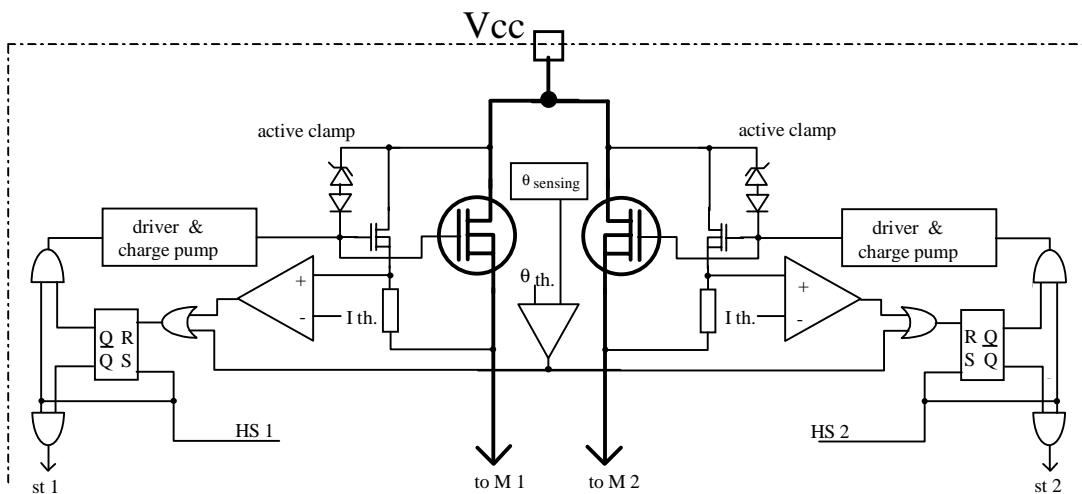 Vcc
active clamp
active clamp
θ sensing
driver & charge pump
driver & charge pump
+
-
I th.
θ th.
I th.
+
-
Q R
Q S
R Q
S Q
HS 1
HS 2
st 1
to M 1
to M 2
st 2